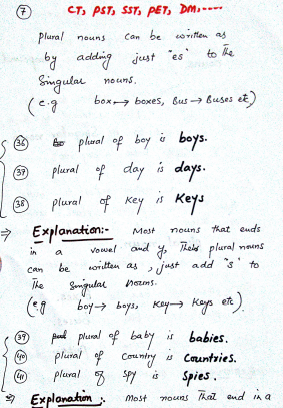 7 CT, PST, SST, PET, DM,-----
Plural nouns can be written as
by adding just "es" to The
Singular nouns.
(e.g box→ boxes, Bus→ Buses etc)
36 plural of boy is boys.
37 plural of day is days.
38 plural of key is Keys
⇒ Explanation:- Most nouns that ends
in a vowel and y, plural nouns
can be written as, just add "s" to
The Singular nouns.
(e.g boy→ boys, Key→ Keys etc)
39 plural of baby is babies.
40 plural of Country is Countries.
41 plural of spy is Spies.
⇒ Explanation:- Most nouns that end in a